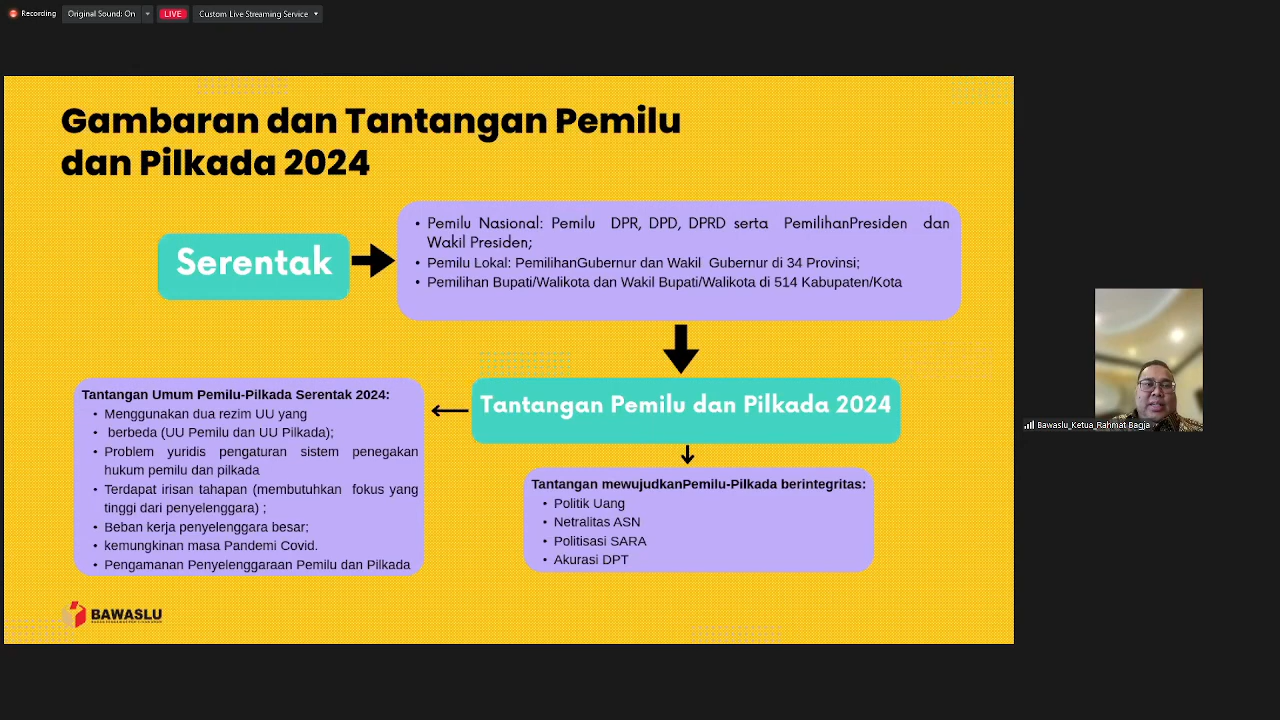 Recording
Original Sound: On
LIVE
Custom Live Streaming Service
Gambaran dan Tantangan Pemilu
dan Pilkada 2024
Serentak
• Pemilu Nasional: Pemilu DPR, DPD, DPRD serta PemilihanPresiden dan
Wakil Presiden;
• Pemilu Lokal: PemilihanGubernur dan Wakil Gubernur di 34 Provinsi;
• Pemilihan Bupati/Walikota dan Wakil Bupati/Walikota di 514 Kabupaten/Kota
Tantangan Pemilu dan Pilkada 2024
Tantangan Umum Pemilu-Pilkada Serentak 2024:
• Menggunakan dua rezim UU yang
• berbeda (UU Pemilu dan UU Pilkada);
• Problem yuridis pengaturan sistem penegakan
hukum pemilu dan pilkada
• Terdapat irisan tahapan (membutuhkan fokus yang
tinggi dari penyelenggara) ;
• Beban kerja penyelenggara besar;
• kemungkinan masa Pandemi Covid.
• Pengamanan Penyelenggaraan Pemilu dan Pilkada
Tantangan mewujudkanPemilu-Pilkada berintegritas:
• Politik Uang
• Netralitas ASN
• Politisasi SARA
• Akurasi DPT
BAWASLU
Bawaslu_Ketua_Rahmat Bagja